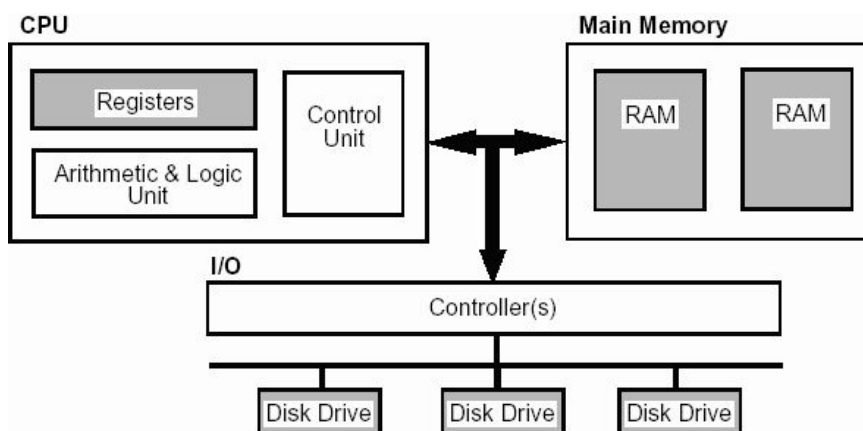 CPU
Main Memory
Registers
Control
Unit
Arithmetic & Logic
Unit
RAM
RAM
I/O
Controller(s)
Disk Drive
Disk Drive
Disk Drive